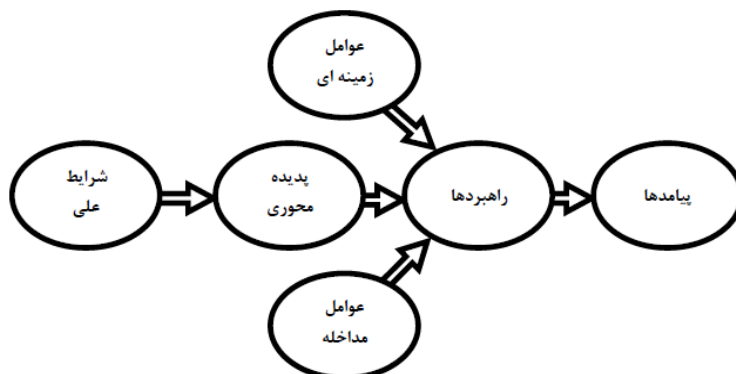 عوامل
زمینه ای
شرایط
علی
پدیده
محوری
راهبردها
پیامدها
عوامل
مداخله